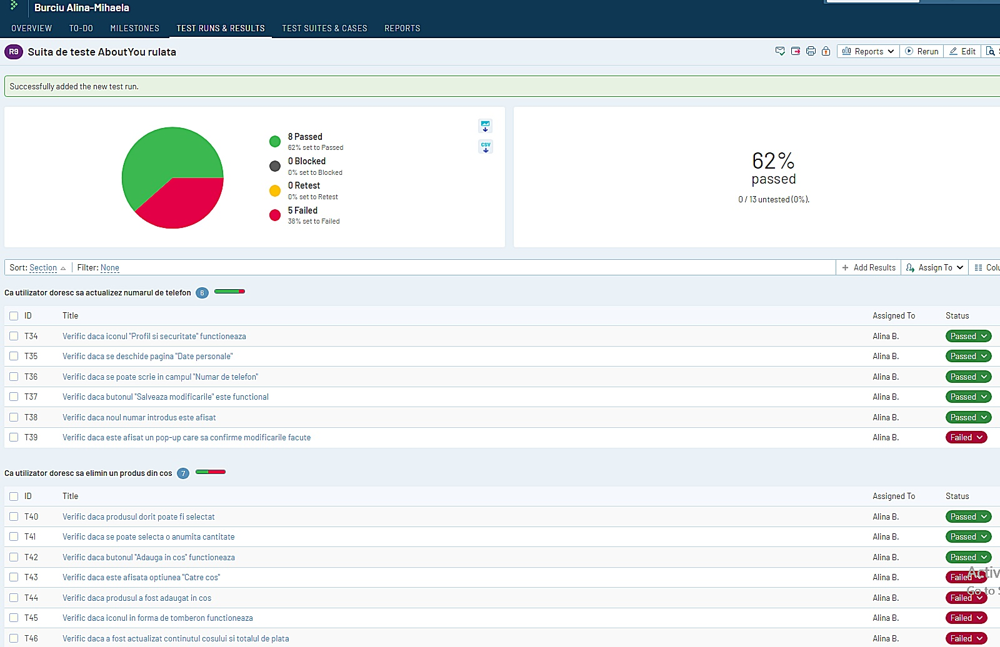 Burciu Alina-Mihaela
OVERVIEW TO-DO MILESTONES TEST RUNS & RESULTS TEST SUITES & CASES REPORTS
R9 Suita de teste AboutYou rulata
Reports Rerun Edit
Successfully added the new test run.
8 Passed
62% set to Passed
0 Blocked
0% set to Blocked
0 Retest
0% set to Retest
5 Failed
38% set to Failed
CSV
62%
passed
0 / 13 untested (0%).
Sort: Section Filter: None
+ Add Results Assign To
Ca utilizator doresc sa actualizez numarul de telefon 6
ID Title Assigned To Status
T34 Verific daca iconul "Profil si securitate" functioneaza Alina B. Passed
T35 Verific daca se deschide pagina "Date personale" Alina B. Passed
T36 Verific daca se poate scrie in campul "Numar de telefon" Alina B. Passed
T37 Verific daca butonul "Salveaza modificarile" este functional Alina B. Passed
T38 Verific daca noul numar introdus este afisat Alina B. Passed
T39 Verific daca este afisat un pop-up care sa confirme modificarile facute Alina B. Failed
Ca utilizator doresc sa elimin un produs din cos 7
ID Title Assigned To Status
T40 Verific daca produsul dorit poate fi selectat Alina B. Passed
T41 Verific daca se poate selecta o anumita cantitate Alina B. Passed
T42 Verific daca butonul "Adauga in cos" functioneaza Alina B. Passed
T43 Verific daca este afisata optiunea "Catre cos" Alina B. Failed
T44 Verific daca produsul a fost adaugat in cos Alina B. Failed
Go to
T45 Verific daca iconul in forma de tomberon functioneaza Alina B. Failed
T46 Verific daca a fost actualizat continutul cosului si totalul de plata Alina B. Failed